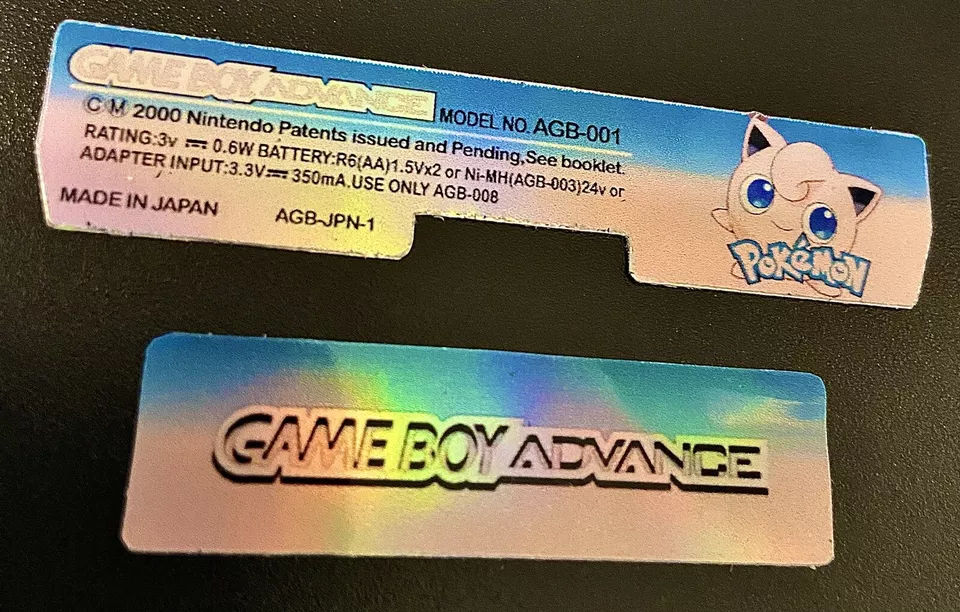 GAME BOY ADVANCE MODEL NO. AGB-001
Ⓒ Ⓜ 2000 Nintendo Patents issued and Pending,See booklet.
RATING:3v ⎓ 0.6W BATTERY:R6(AA)1.5Vx2 or Ni-MH(AGB-003)24v or
ADAPTER INPUT:3.3V⎓ 350mA.USE ONLY AGB-008
MADE IN JAPAN AGB-JPN-1
POKéMON
GAME BOY ADVANCE